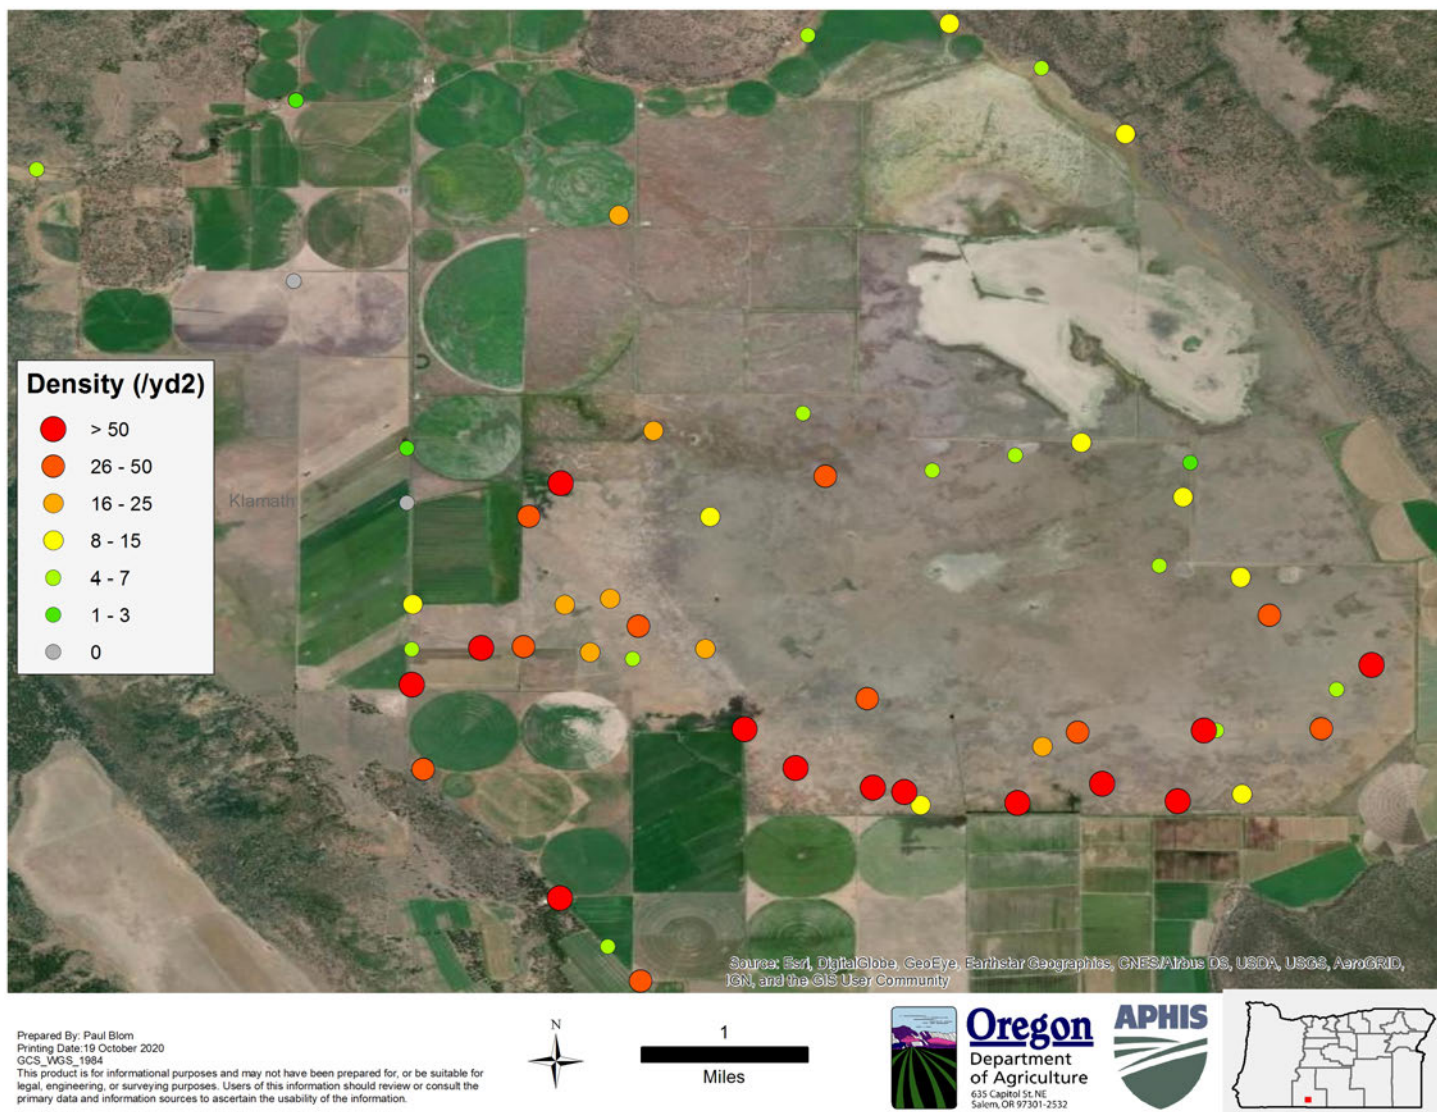 Density (/yd2)
> 50
26 - 50
16 - 25
8 - 15
4 - 7
1 - 3
0
Klamath
Source: Esri, DigitalGlobe, GeoEye, Earthstar Geographics, CNES/Airbus DS, USDA, USGS, AeroGRID,
IGN, and the GIS User Community
Prepared By: Paul Blom
Printing Date:19 October 2020
GCS_WGS_1984
This product is for informational purposes and may not have been prepared for, or be suitable for
legal, engineering, or surveying purposes. Users of this information should review or consult the
primary data and information sources to ascertain the usability of the information.
N
1
Miles
Oregon
Department
of Agriculture
635 Capitol St. NE
Salem, OR 97301-2532
APHIS